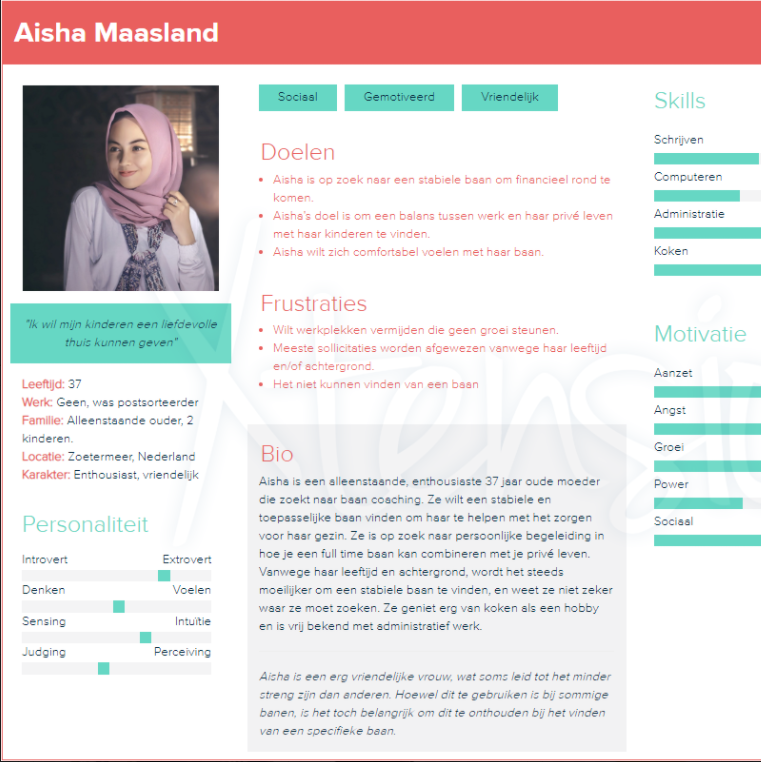 Aisha Maasland
"Ik wil mijn kinderen een liefdevolle
thuis kunnen geven"
Leeftijd: 37
Werk: Geen, was postsorteerder
Familie: Alleenstaande ouder, 2
kinderen.
Locatie: Zoetermeer, Nederland
Karakter: Enthousiast, vriendelijk
Personaliteit
Introvert Extrovert
Denken Voelen
Sensing Intuïtie
Judging Perceiving
Sociaal Gemotiveerd Vriendelijk
Doelen
• Aisha is op zoek naar een stabiele baan om financieel rond te
komen.
• Aisha's doel is om een balans tussen werk en haar privé leven
met haar kinderen te vinden.
• Aisha wilt zich comfortabel voelen met haar baan.
Frustraties
• Wilt werkplekken vermijden die geen groei steunen.
• Meeste sollicitaties worden afgewezen vanwege haar leeftijd
en/of achtergrond.
• Het niet kunnen vinden van een baan
Bio
Aisha is een alleenstaande, enthousiaste 37 jaar oude moeder
die zoekt naar baan coaching. Ze wilt een stabiele en
toepasselijke baan vinden om haar te helpen met het zorgen
voor haar gezin. Ze is op zoek naar persoonlijke begeleiding in
hoe je een full time baan kan combineren met je privé leven.
Vanwege haar leeftijd en achtergrond, wordt het steeds
moeilijker om een stabiele baan te vinden, en weet ze niet zeker
waar ze moet zoeken. Ze geniet erg van koken als een hobby
en is vrij bekend met administratief werk.
Aisha is een erg vriendelijke vrouw, wat soms leid tot het minder
streng zijn dan anderen. Hoewel dit te gebruiken is bij sommige
banen, is het toch belangrijk om dit te onthouden bij het vinden
van een specifieke baan.
Skills
Schrijven
Computeren
Administratie
Koken
Motivatie
Aanzet
Angst
Groei
Power
Sociaal